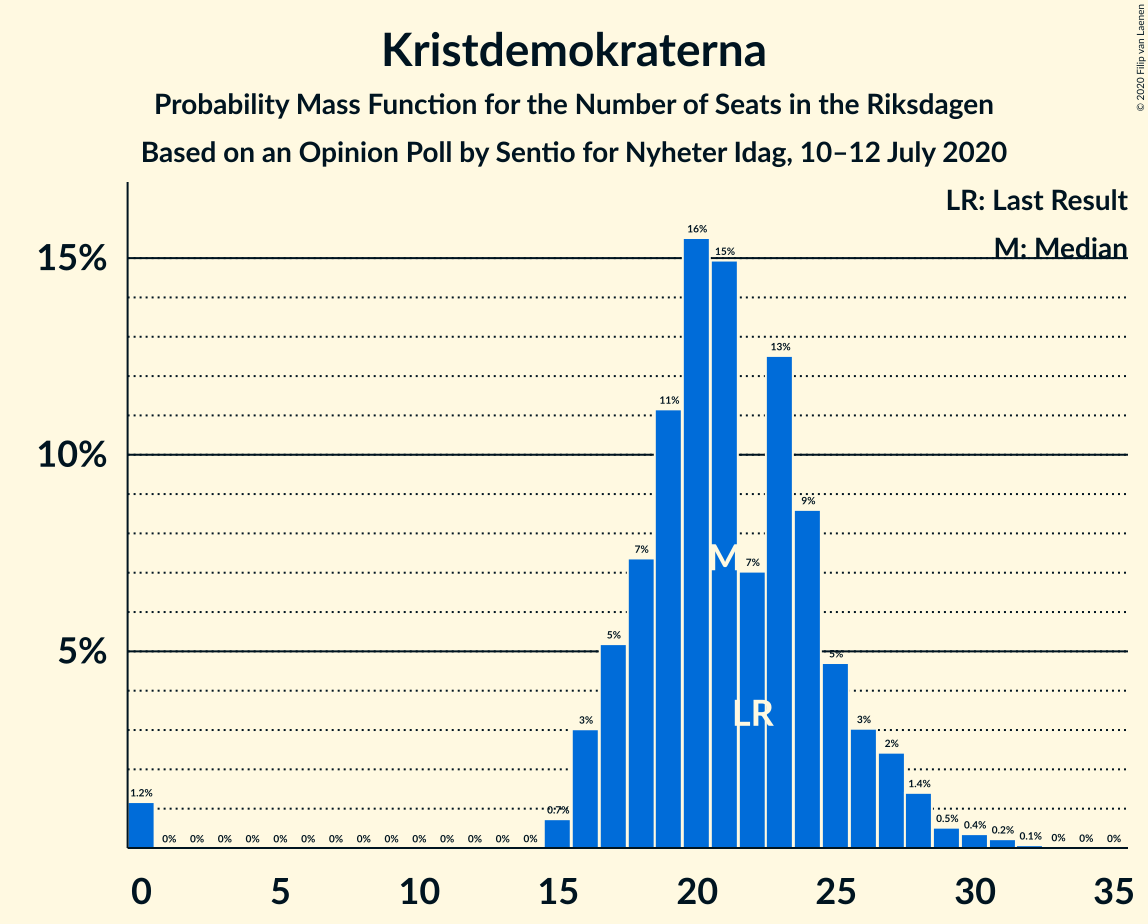 Kristdemokraterna
Probability Mass Function for the Number of Seats in the Riksdagen
Based on an Opinion Poll by Sentio for Nyheter Idag, 10–12 July 2020
© 2020 Filip van Laenen
LR: Last Result
M: Median
15%
10%
5%
1.2% 0% 0% 0% 0% 0% 0% 0% 0% 0% 0% 0% 0% 0% 0% 0.7% 3% 5% 7% 11% 16% 15% 7% 13% 9% 5% 3% 2% 1.4% 0.5% 0.4% 0.2% 0.1% 0% 0% 0%
M
LR
0 5 10 15 20 25 30 35